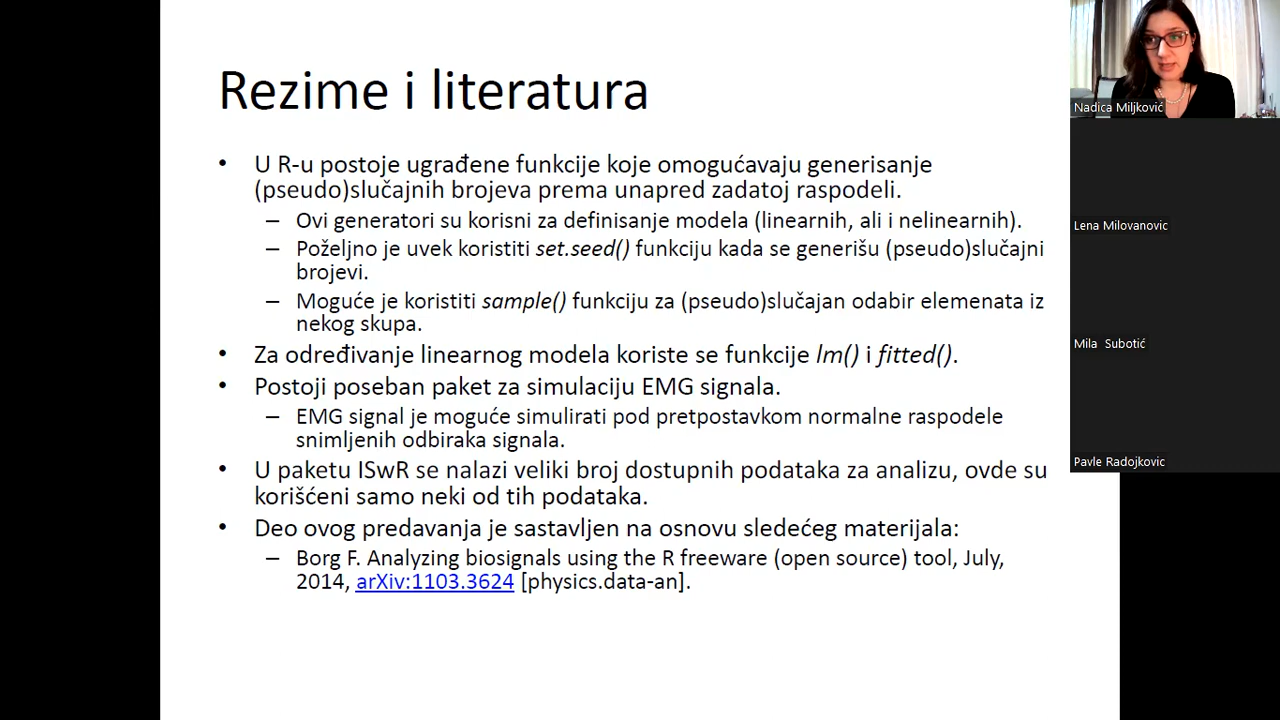 Rezime i literatura
• U R-u postoje ugrađene funkcije koje omogućavaju generisanje
(pseudo)slučajnih brojeva prema unapred zadatoj raspodeli.
– Ovi generatori su korisni za definisanje modela (linearnih, ali i nelinearnih).
– Poželjno je uvek koristiti set.seed() funkciju kada se generišu (pseudo)slučajni
brojevi.
– Moguće je koristiti sample() funkciju za (pseudo)slučajan odabir elemenata iz
nekog skupa.
• Za određivanje linearnog modela koriste se funkcije lm() i fitted().
• Postoji poseban paket za simulaciju EMG signala.
– EMG signal je moguće simulirati pod pretpostavkom normalne raspodele
snimljenih odbiraka signala.
• U paketu ISwR se nalazi veliki broj dostupnih podataka za analizu, ovde su
korišćeni samo neki od tih podataka.
• Deo ovog predavanja je sastavljen na osnovu sledećeg materijala:
– Borg F. Analyzing biosignals using the R freeware (open source) tool, July,
2014, arXiv:1103.3624 [physics.data-an].
Nadica Miljković
Lena Milovanovic
Mila Subotić
Pavle Radojkovic